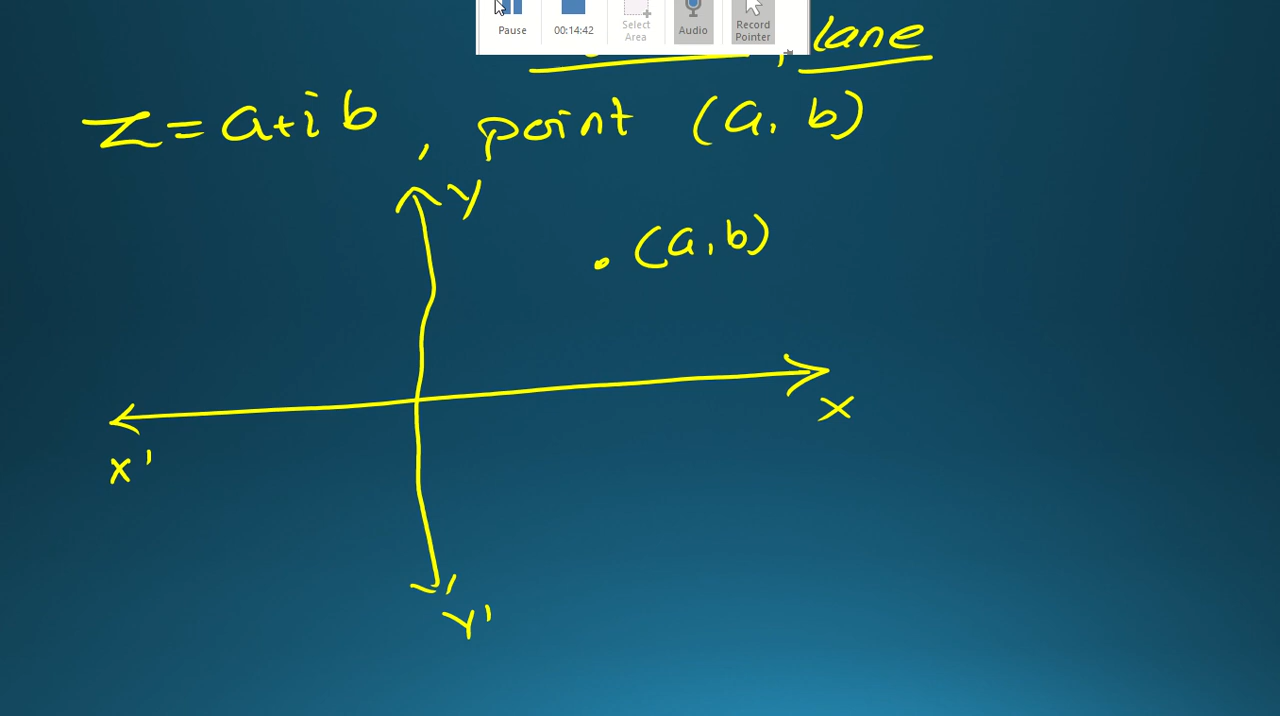 Pause
00:14:42
Select
Area
Audio
Record
Pointer
lane
Z = a+ib, point (a, b)
Y
(a, b)
X
X'
Y'